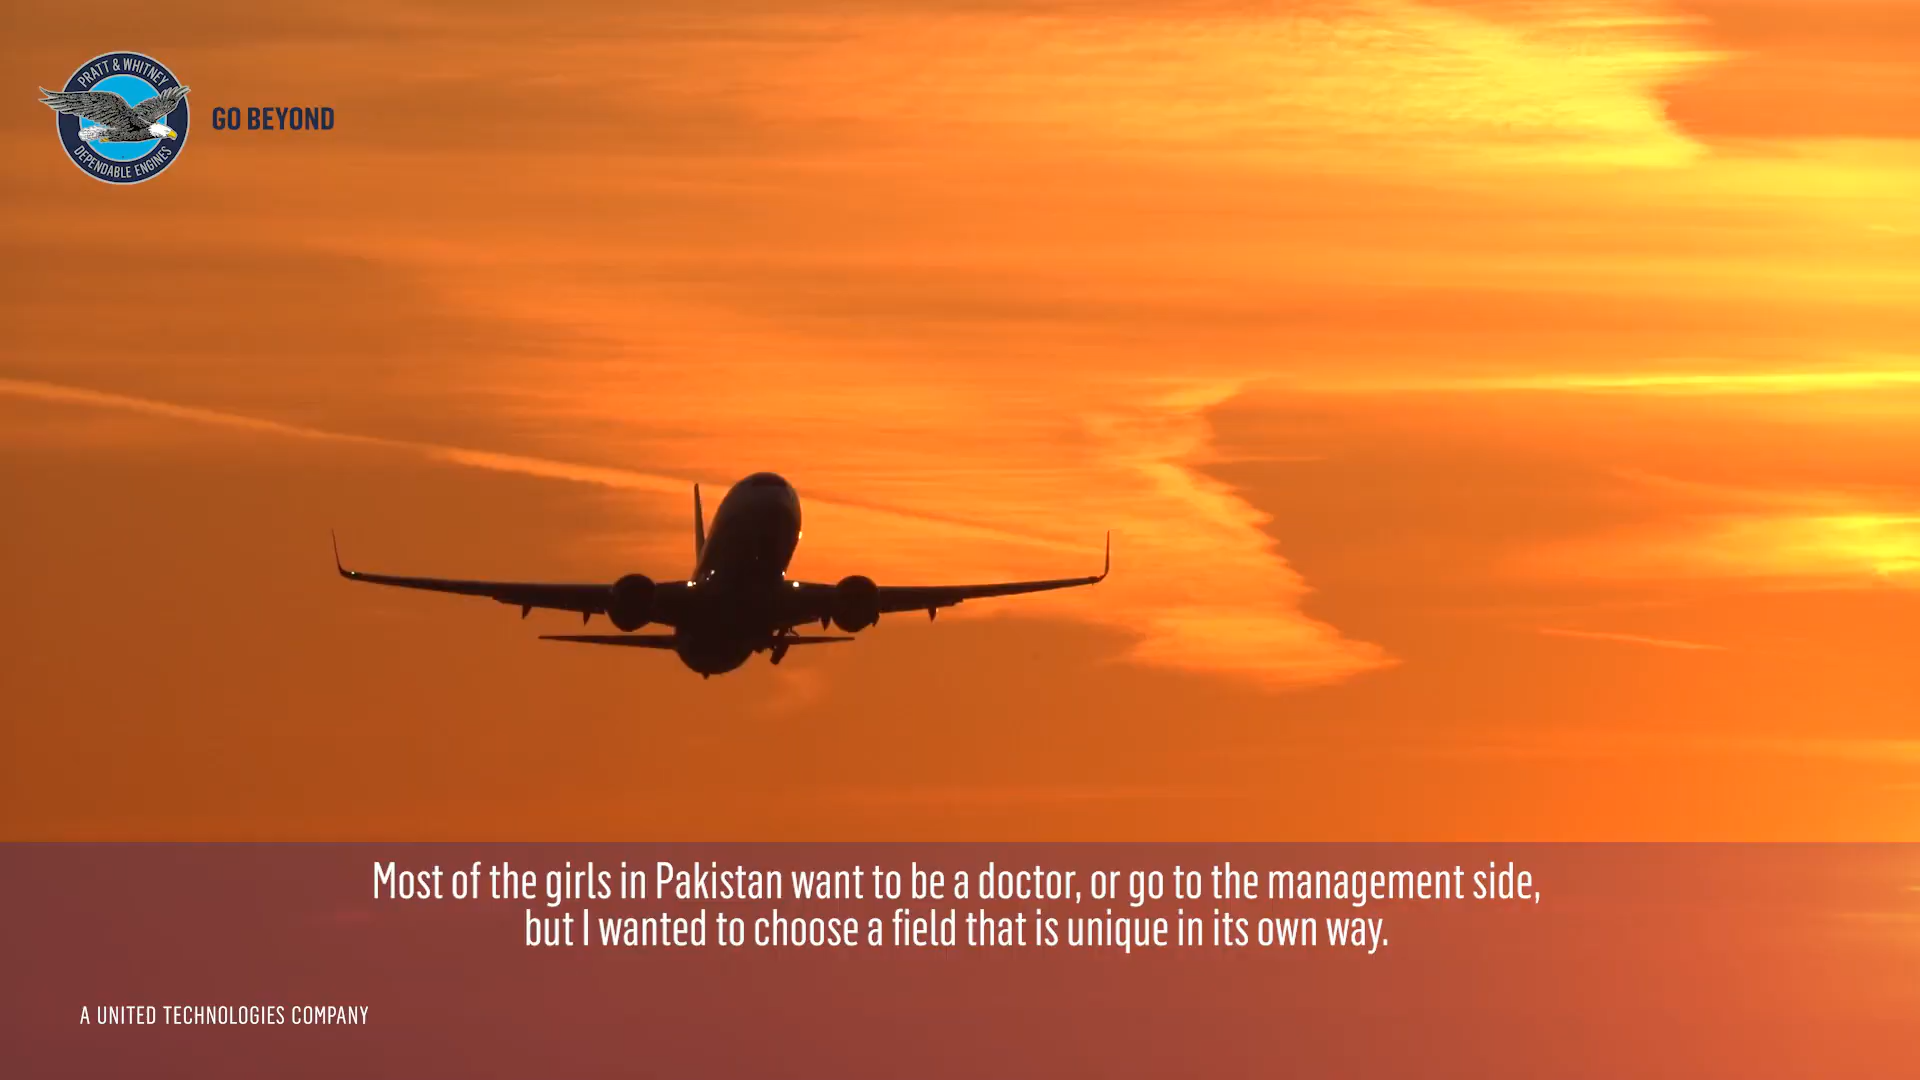 PRATT & WHITNEY
DEPENDABLE ENGINES
GO BEYOND
Most of the girls in Pakistan want to be a doctor, or go to the management side,
but I wanted to choose a field that is unique in its own way.
A UNITED TECHNOLOGIES COMPANY